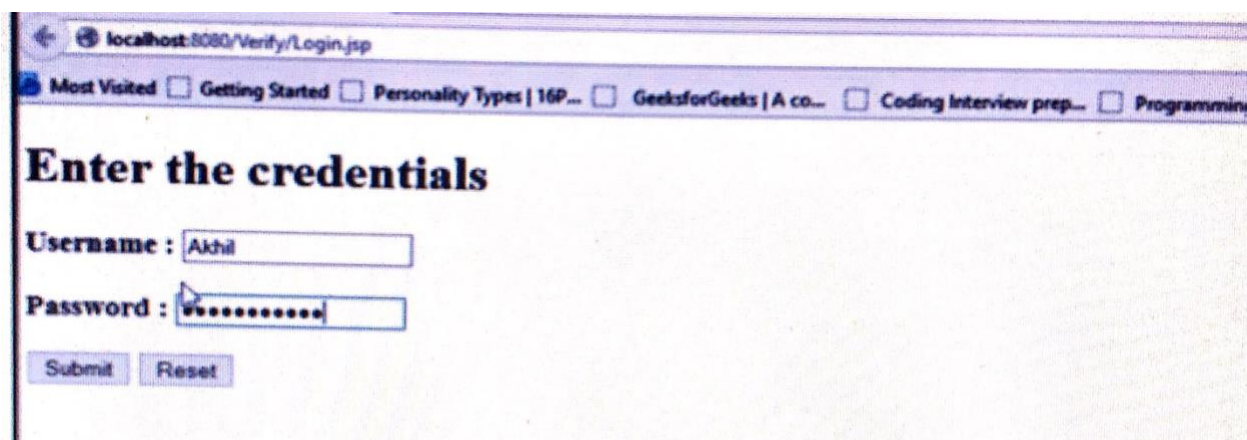 localhost:8080/Verify/Login.jsp
Most Visited Getting Started Personality Types | 16P... GeeksforGeeks | A co... Coding Interview prep... Programming
Enter the credentials
Username : Akhil
Password : •••••••••••
Submit Reset